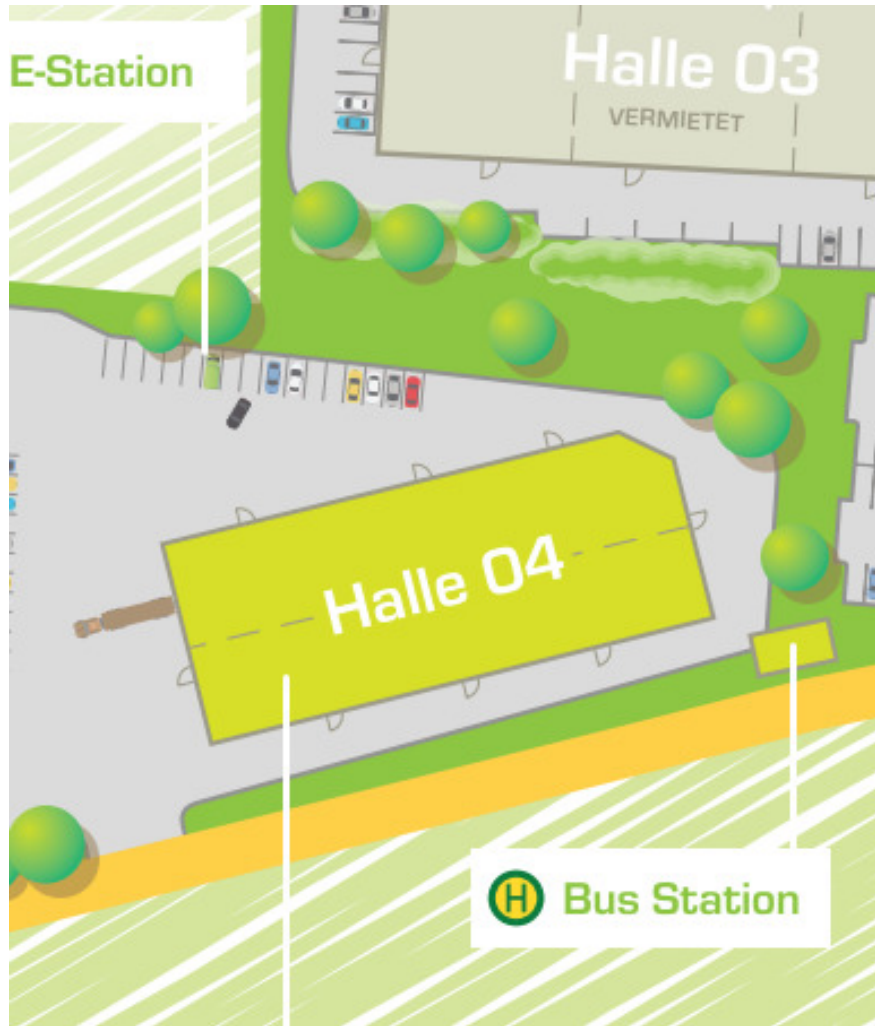 E-Station
Halle 03
VERMIETET
Halle 04
H Bus Station